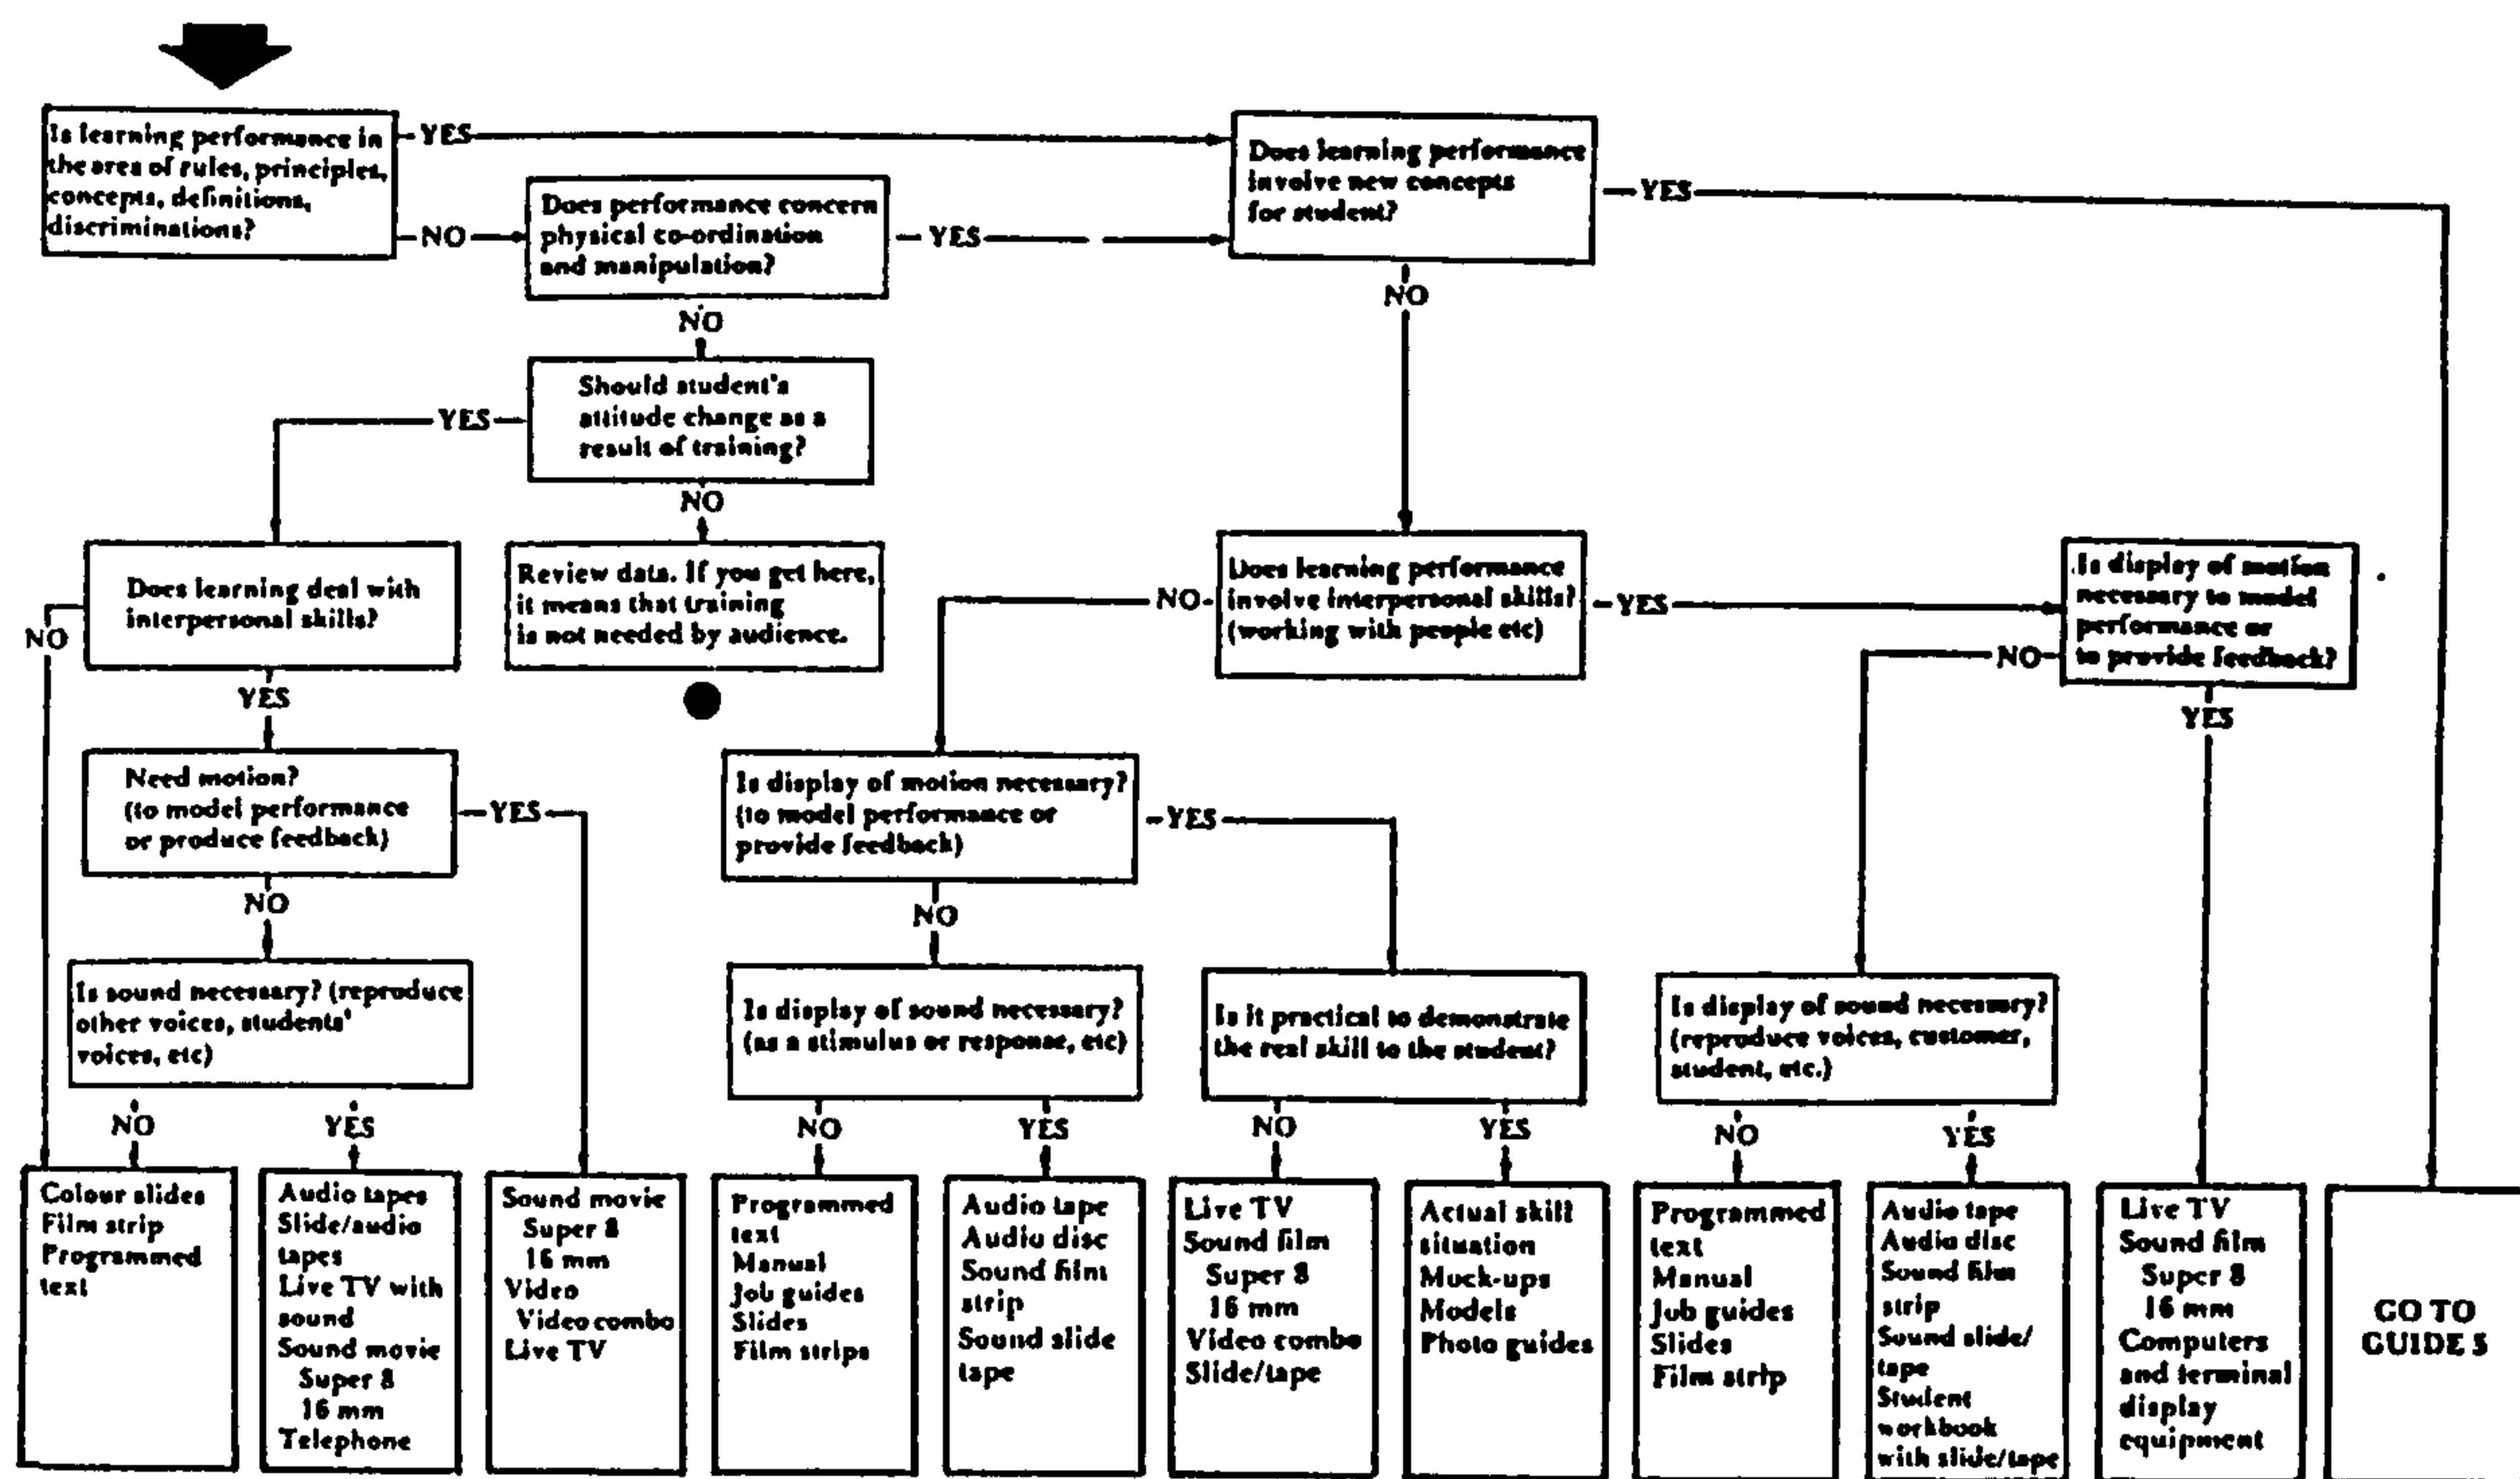 Is learning performance in
the area of rules, principles,
concepts, definitions,
discriminations?
YES
NO
Does performance concern
physical co-ordination
and manipulation?
YES
NO
Does learning performance
involve new concepts
for student?
YES
NO
Should student's
attitude change as a
result of training?
YES
NO
Does learning deal with
interpersonal skills?
NO
YES
Review data. If you get here,
it means that training
is not needed by audience.
Does learning performance
involve interpersonal skills?
(working with people etc)
NO
YES
Is display of motion
necessary to model
performance or
to provide feedback?
NO
YES
Need motion?
(to model performance
or produce feedback)
YES
NO
Is display of motion necessary?
(to model performance or
provide feedback)
YES
NO
Is sound necessary? (reproduce
other voices, students'
voices, etc)
NO
YES
Is display of sound necessary?
(as a stimulus or response, etc)
NO
YES
Is it practical to demonstrate
the real skill to the student?
NO
YES
Is display of sound necessary?
(reproduce voices, customer,
student, etc.)
NO
YES
Colour slides
Film strip
Programmed
text
Audio tapes
Slide/audio
tapes
Live TV with
sound
Sound movie
Super 8
16 mm
Telephone
Sound movie
Super 8
16 mm
Video
Video combo
Live TV
Programmed
text
Manual
Job guides
Slides
Film strips
Audio tape
Audio disc
Sound film
strip
Sound slide
tape
Live TV
Sound film
Super 8
16 mm
Video combo
Slide/tape
Actual skill
situation
Mock-ups
Models
Photo guides
Programmed
text
Manual
Job guides
Slides
Film strip
Audio tape
Audio disc
Sound film
strip
Sound slide/
tape
Student
workbook
with slide/tape
Live TV
Sound film
Super 8
16 mm
Computers
and terminal
display
equipment
GO TO
GUIDE 5